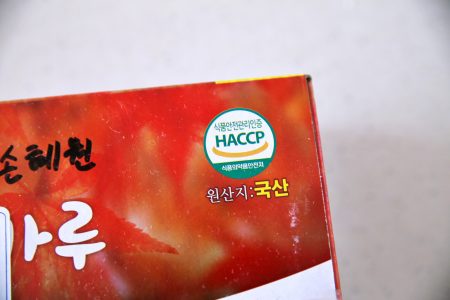 식품안전관리인증
HACCP
식품의약품안전처
원산지: 국산
손혜원
마루